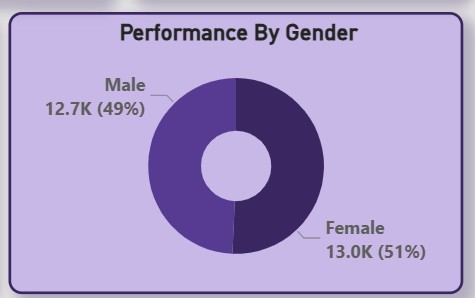 Performance By Gender
Male
12.7K (49%)
Female
13.0K (51%)